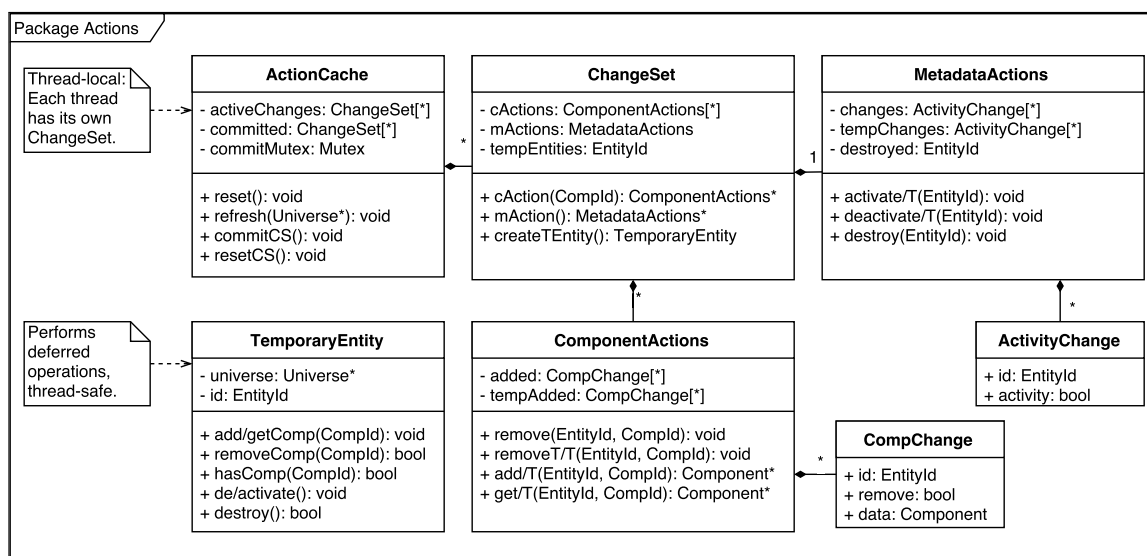 Package Actions
Thread-local:
Each thread
has its own
ChangeSet.
ActionCache
- activeChanges: ChangeSet[*]
- committed: ChangeSet[*]
- commitMutex: Mutex
+ reset(): void
+ refresh(Universe*): void
+ commitCS(): void
+ resetCS(): void
*
ChangeSet
- cActions: ComponentActions[*]
- mActions: MetadataActions
- tempEntities: EntityId
+ cAction(CompId): ComponentActions*
+ mAction(): MetadataActions*
+ createTEntity(): TemporaryEntity
1
MetadataActions
- changes: ActivityChange[*]
- tempChanges: ActivityChange[*]
- destroyed: EntityId
+ activate/T(EntityId): void
+ deactivate/T(EntityId): void
+ destroy(EntityId): void
*
*
Performs
deferred
operations,
thread-safe.
TemporaryEntity
- universe: Universe*
- id: EntityId
+ add/getComp(CompId): void
+ removeComp(CompId): bool
+ hasComp(CompId): bool
+ de/activate(): void
+ destroy(): bool
ComponentActions
- added: CompChange[*]
- tempAdded: CompChange[*]
+ remove(EntityId, CompId): void
+ removeT/T(EntityId, CompId): void
+ add/T(EntityId, CompId): Component*
+ get/T(EntityId, CompId): Component*
ActivityChange
+ id: EntityId
+ activity: bool
*
CompChange
+ id: EntityId
+ remove: bool
+ data: Component